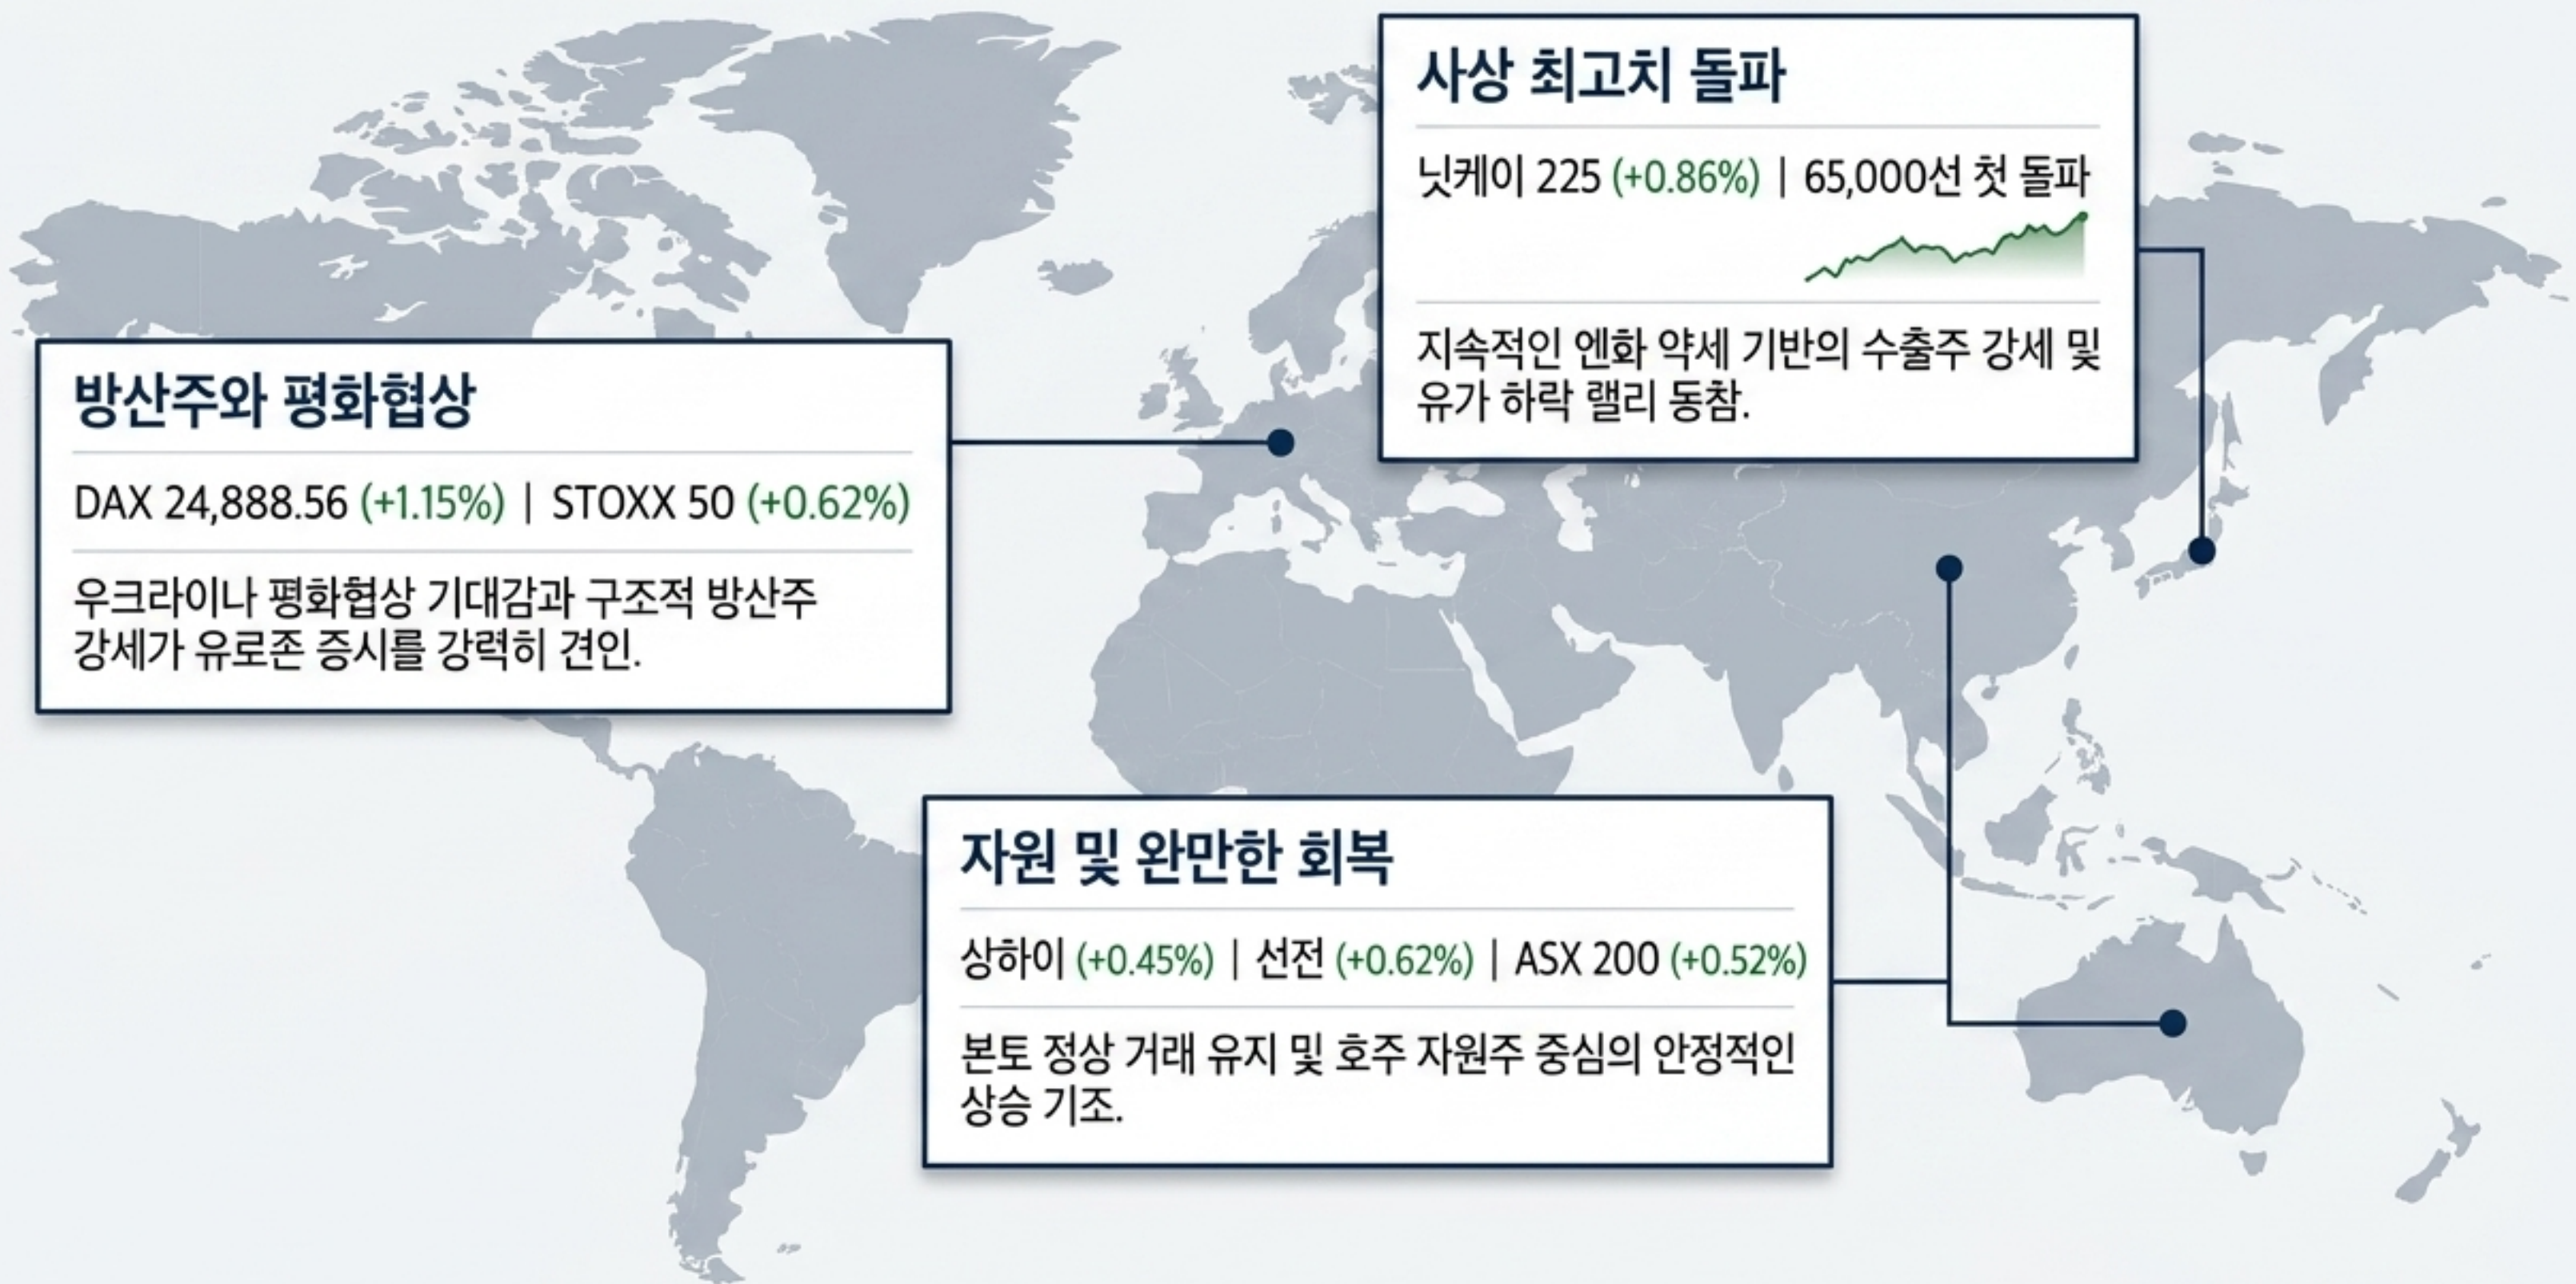 사상 최고치 돌파
닛케이 225 (+0.86%) | 65,000선 첫 돌파
지속적인 엔화 약세 기반의 수출주 강세 및
유가 하락 랠리 동참.
방산주와 평화협상
DAX 24,888.56 (+1.15%) | STOXX 50 (+0.62%)
우크라이나 평화협상 기대감과 구조적 방산주
강세가 유로존 증시를 강력히 견인.
자원 및 완만한 회복
상하이 (+0.45%) | 선전 (+0.62%) | ASX 200 (+0.52%)
본토 정상 거래 유지 및 호주 자원주 중심의 안정적인
상승 기조.